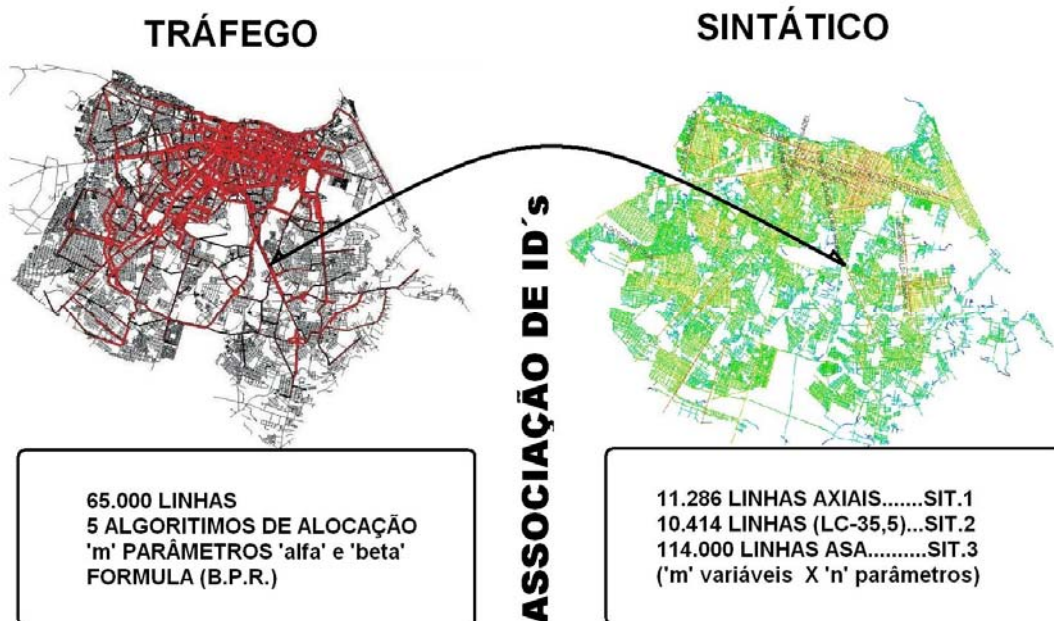 TRÁFEGO
SINTÁTICO
ASSOCIAÇÃO DE ID´s
65.000 LINHAS
5 ALGORITIMOS DE ALOCAÇÃO
'm' PARÂMETROS 'alfa' e 'beta'
FORMULA (B.P.R.)
11.286 LINHAS AXIAIS.......SIT.1
10.414 LINHAS (LC-35,5)...SIT.2
114.000 LINHAS ASA..........SIT.3
('m' variáveis X 'n' parâmetros)